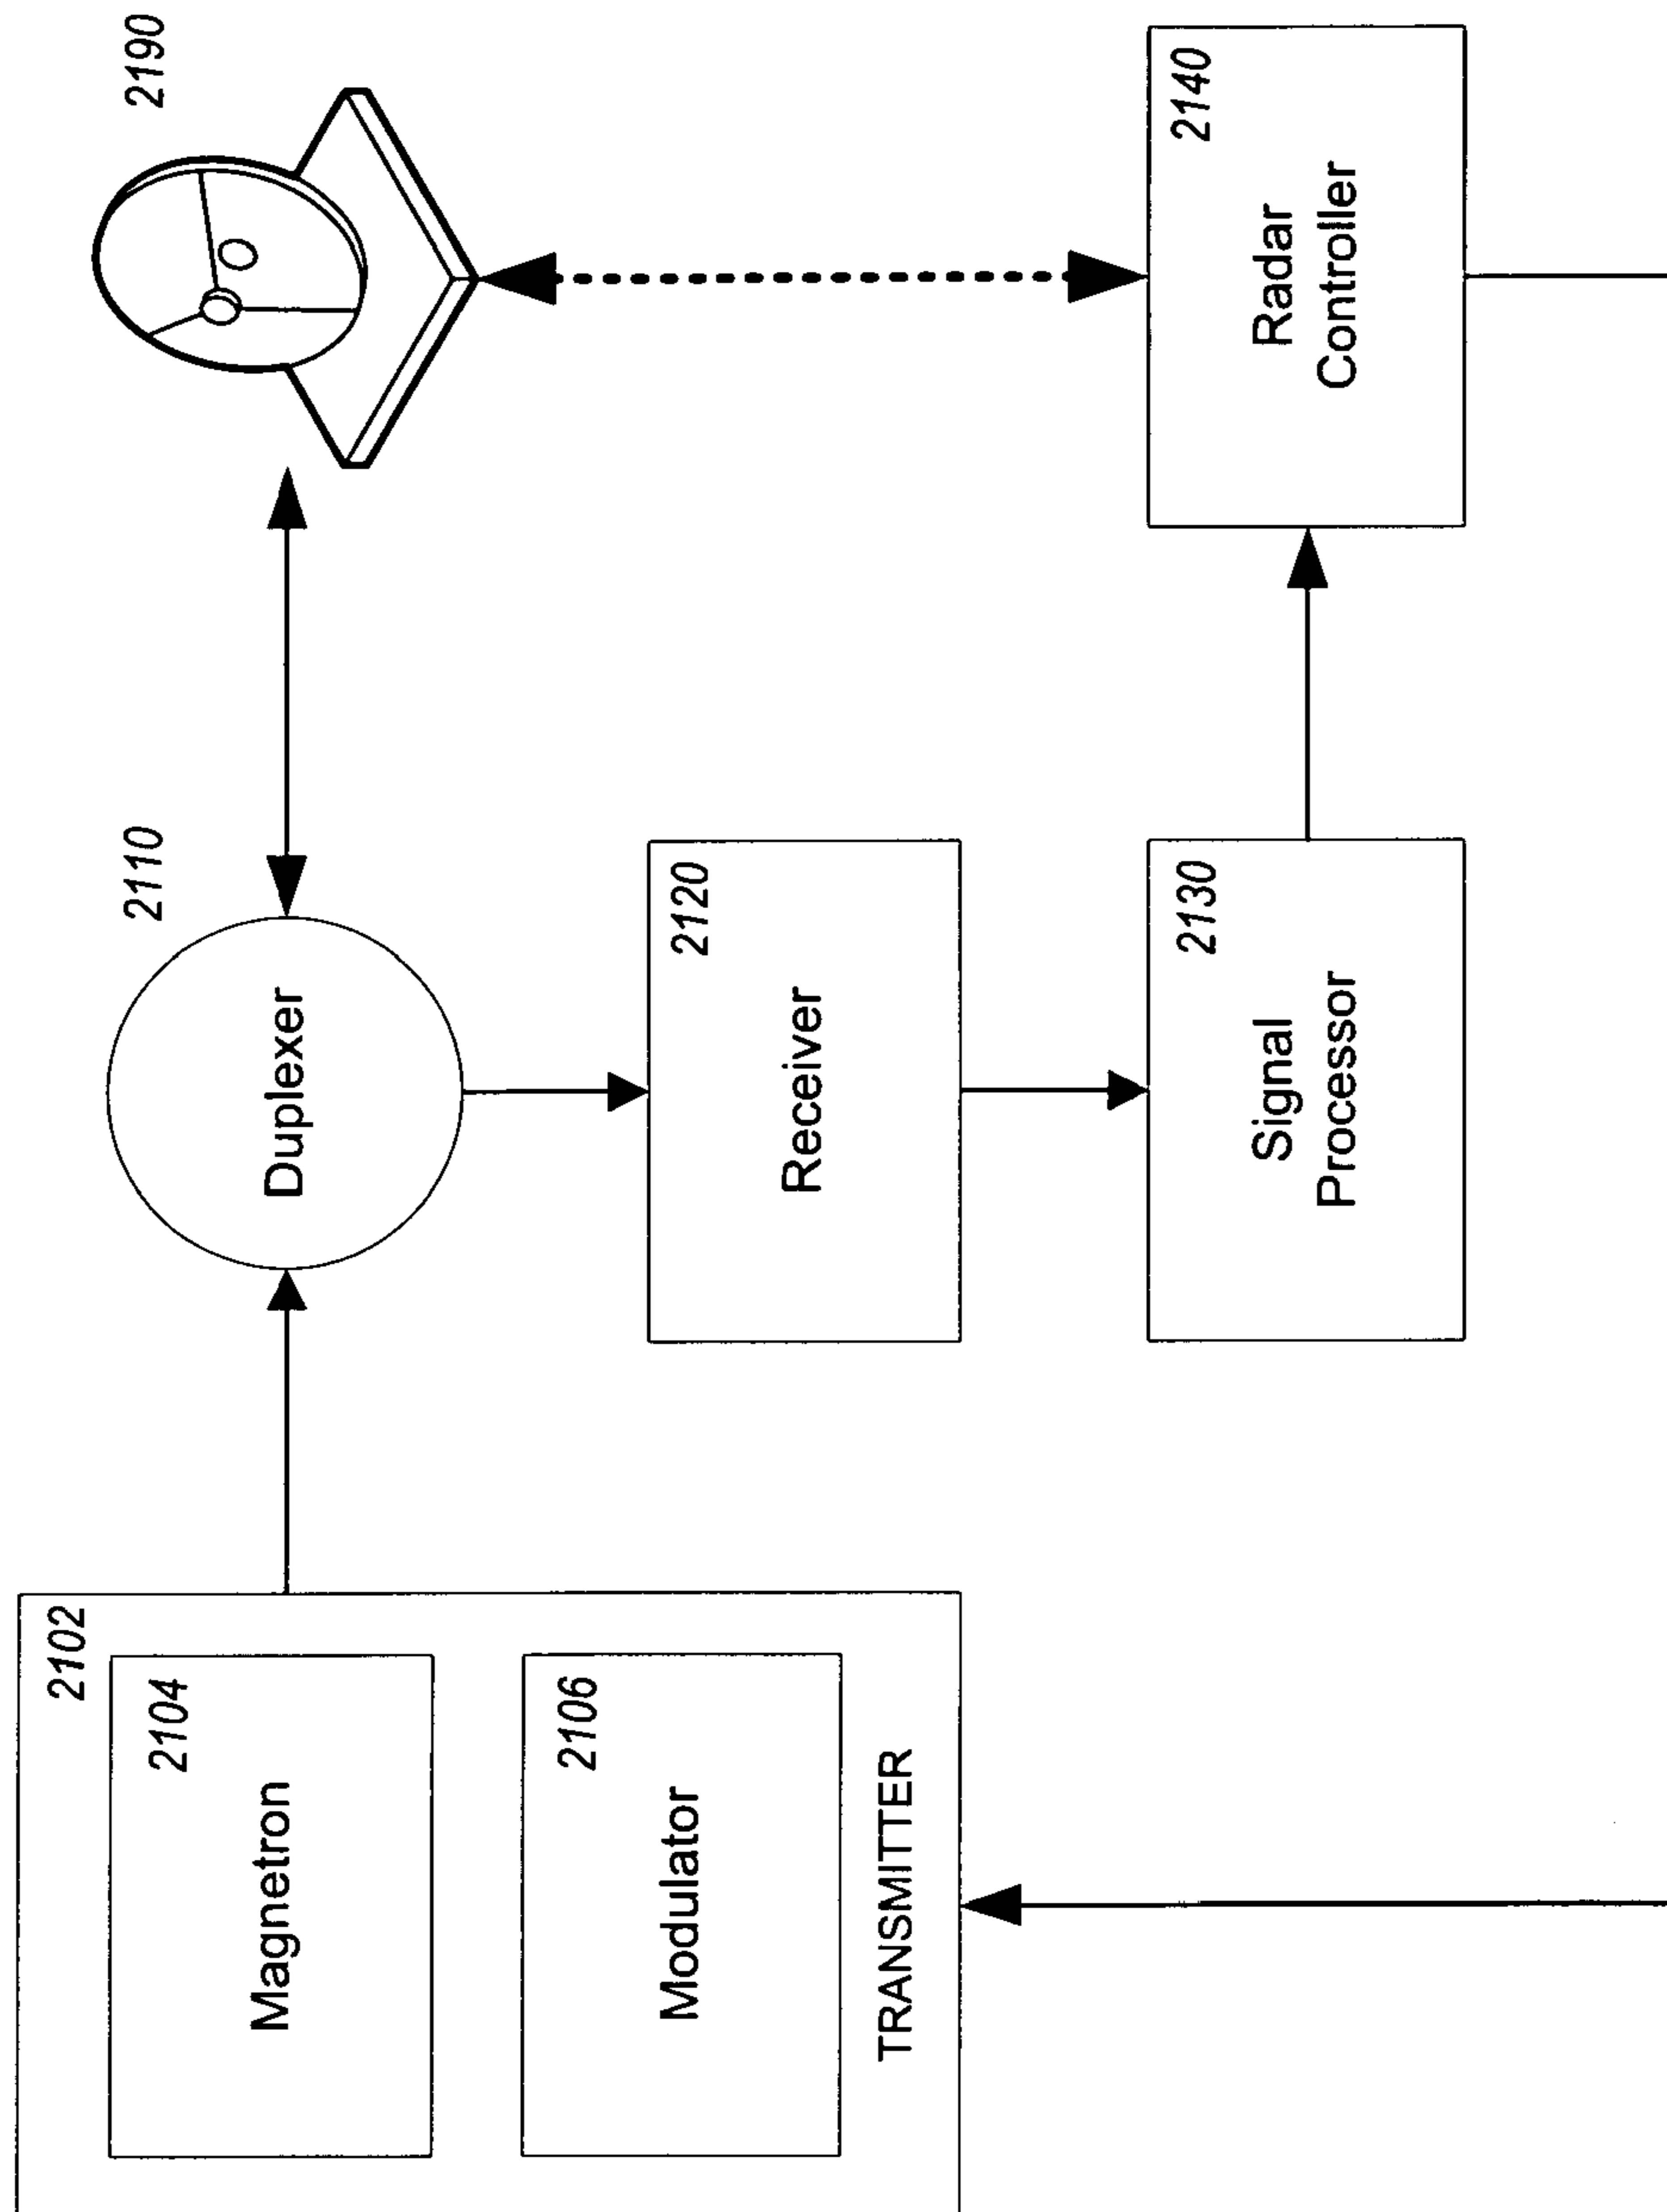 2102
2104
Magnetron
2106
Modulator
TRANSMITTER
2110
Duplexer
2190
2120
Receiver
2130
Signal
Processor
2140
Radar
Controller